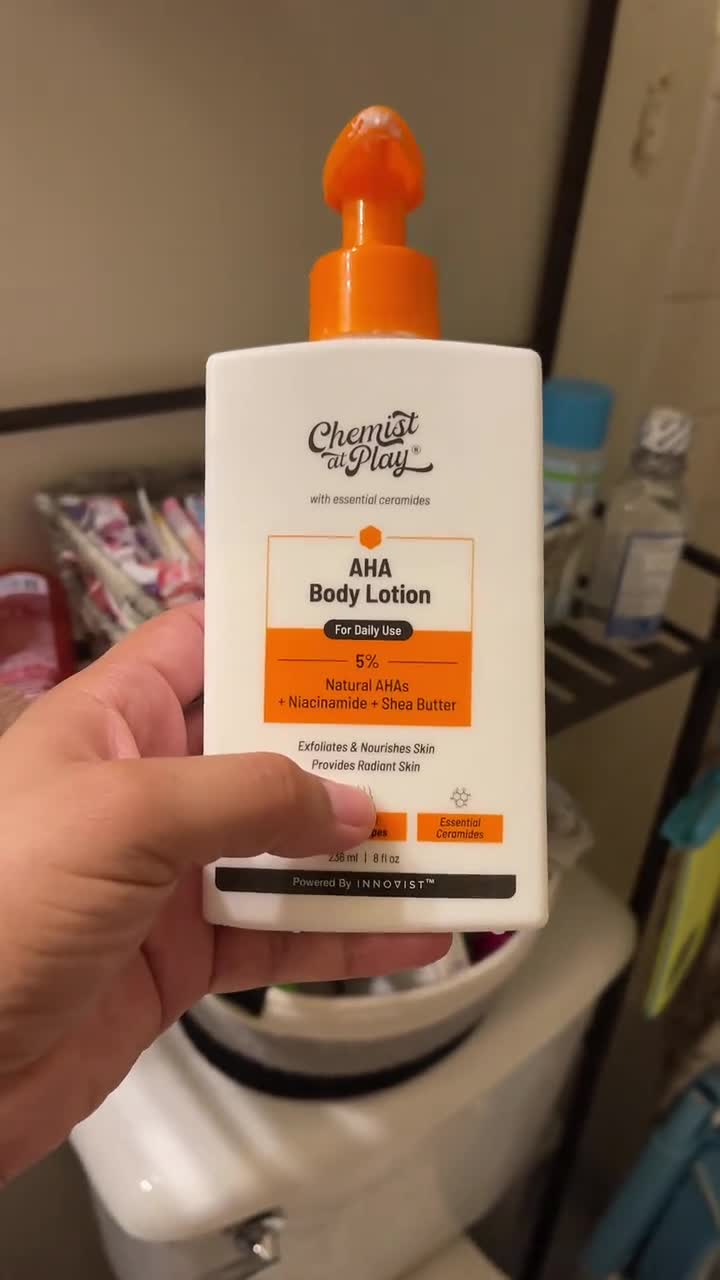 Chemist
at Play®
with essential ceramides
AHA
Body Lotion
For Daily Use
5%
Natural AHAs
+ Niacinamide + Shea Butter
Exfoliates & Nourishes Skin
Provides Radiant Skin
Essential
Ceramides
236 ml | 8 fl oz
Powered By INNOVIST™